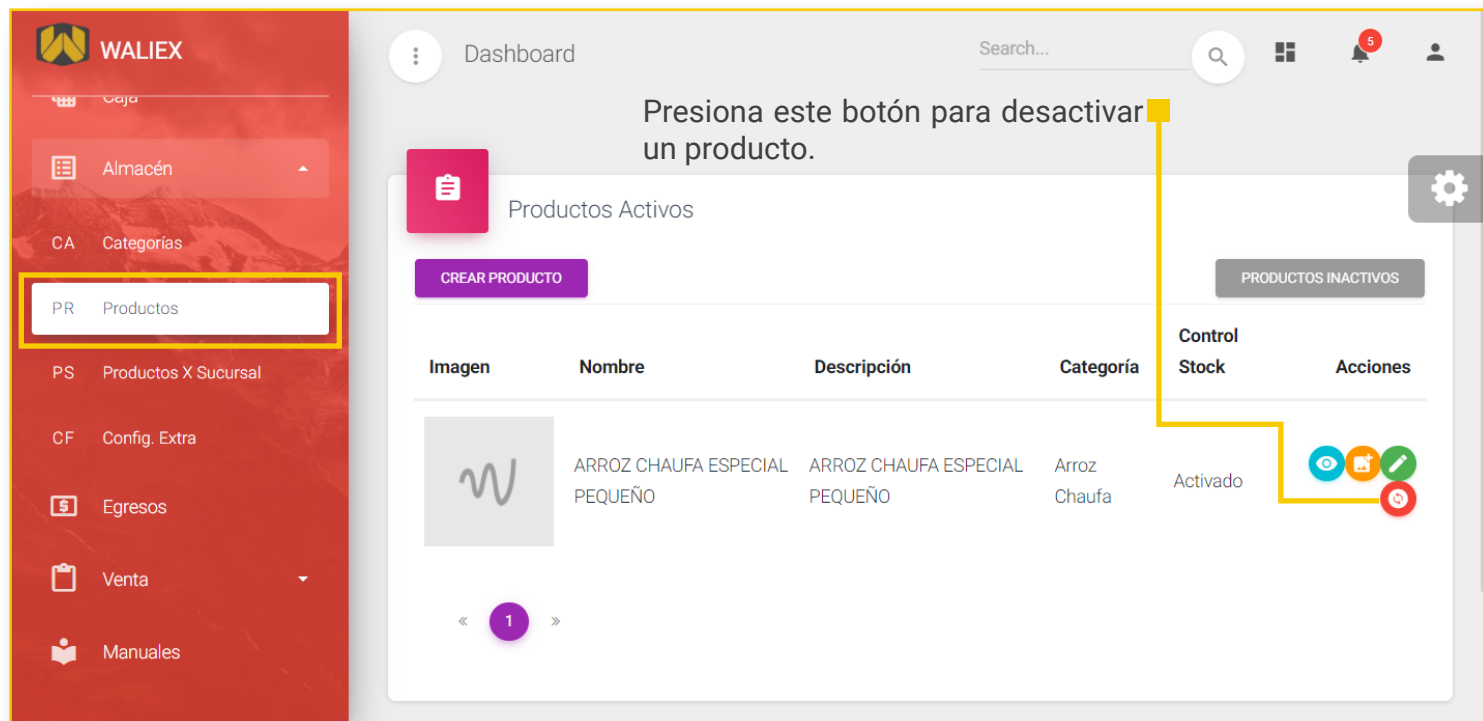 WALIEX
Caja
Almacén
CA Categorías
PR Productos
PS Productos X Sucursal
CF Config. Extra
Egresos
Venta
Manuales
Dashboard
Search...
5
Presiona este botón para desactivar
un producto.
Productos Activos
CREAR PRODUCTO
PRODUCTOS INACTIVOS
Imagen Nombre Descripción Categoría Control Stock Acciones
ARROZ CHAUFA ESPECIAL PEQUEÑO ARROZ CHAUFA ESPECIAL PEQUEÑO Arroz Chaufa Activado
« 1 »